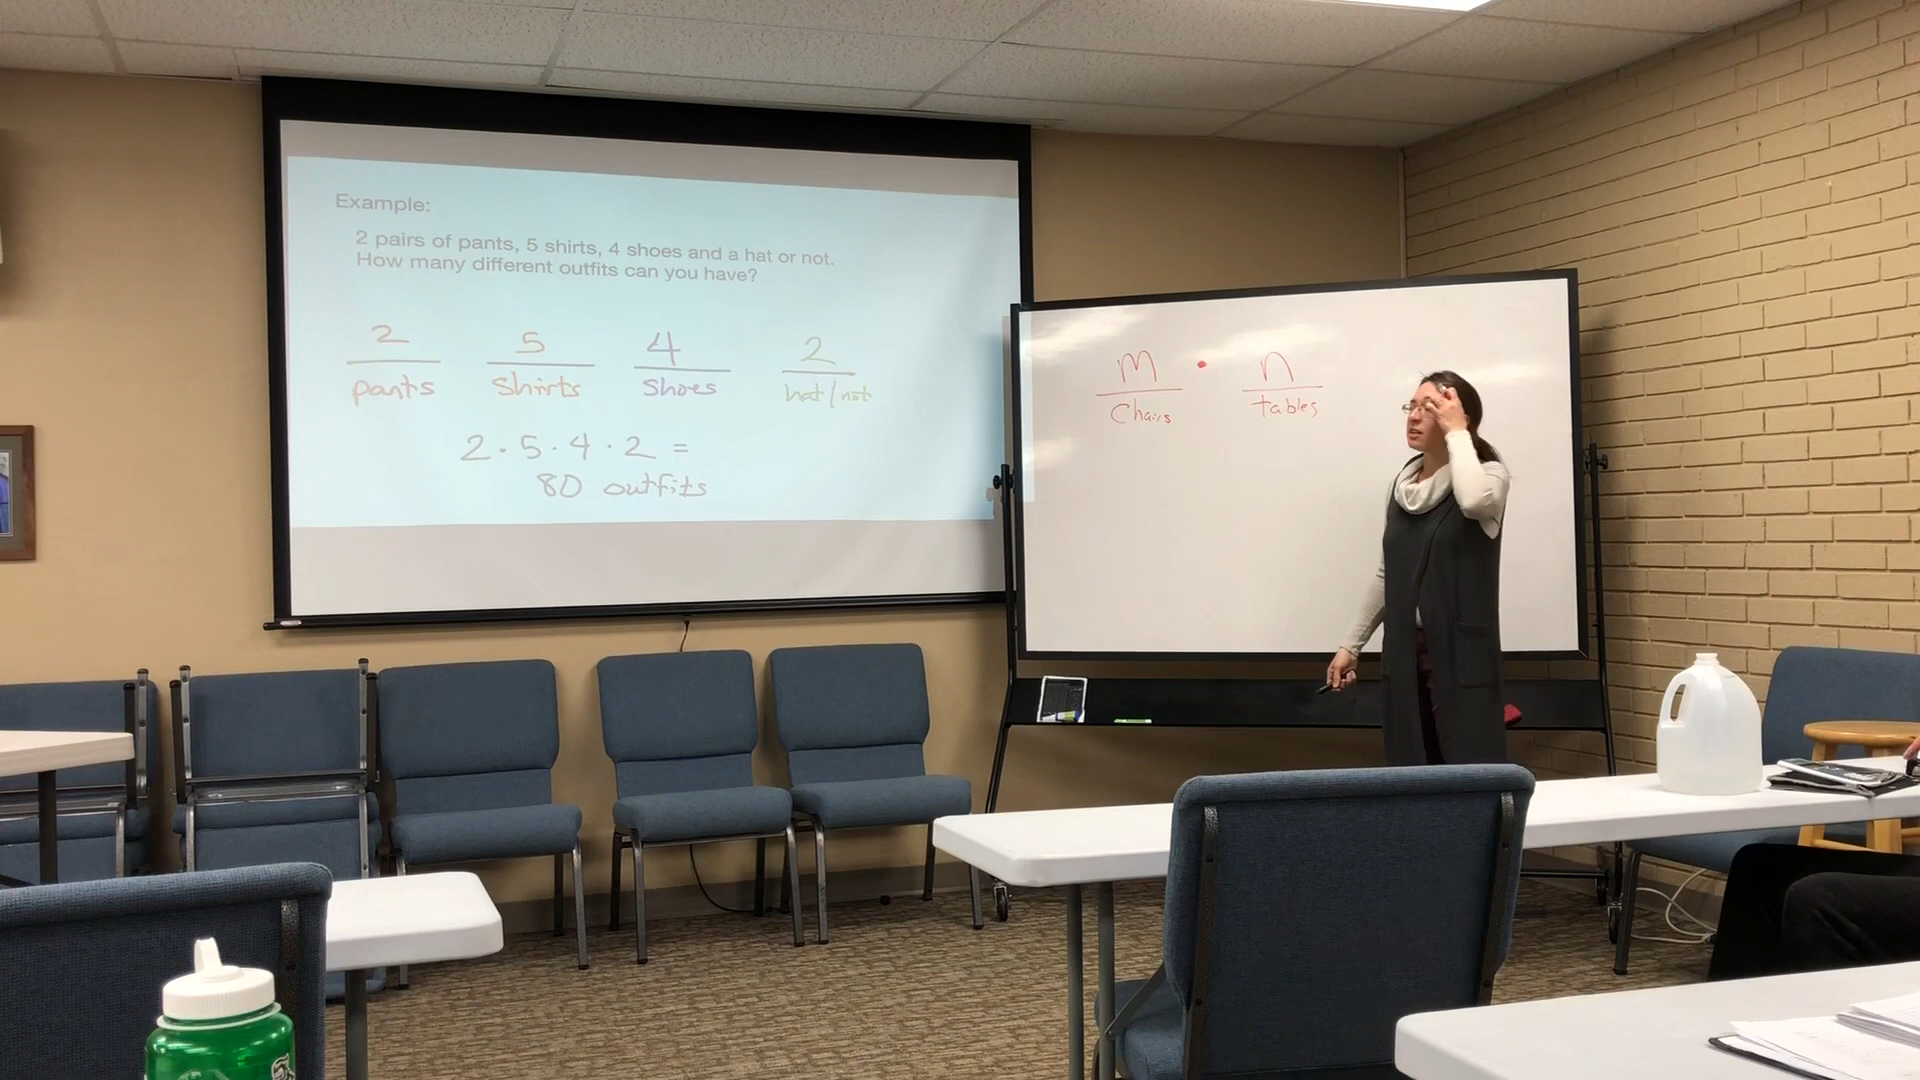 Example:
2 pairs of pants, 5 shirts, 4 shoes and a hat or not.
How many different outfits can you have?
2 5 4 2
pants shirts shoes hat/not
2 · 5 · 4 · 2 =
80 outfits
m · n
Chairs tables